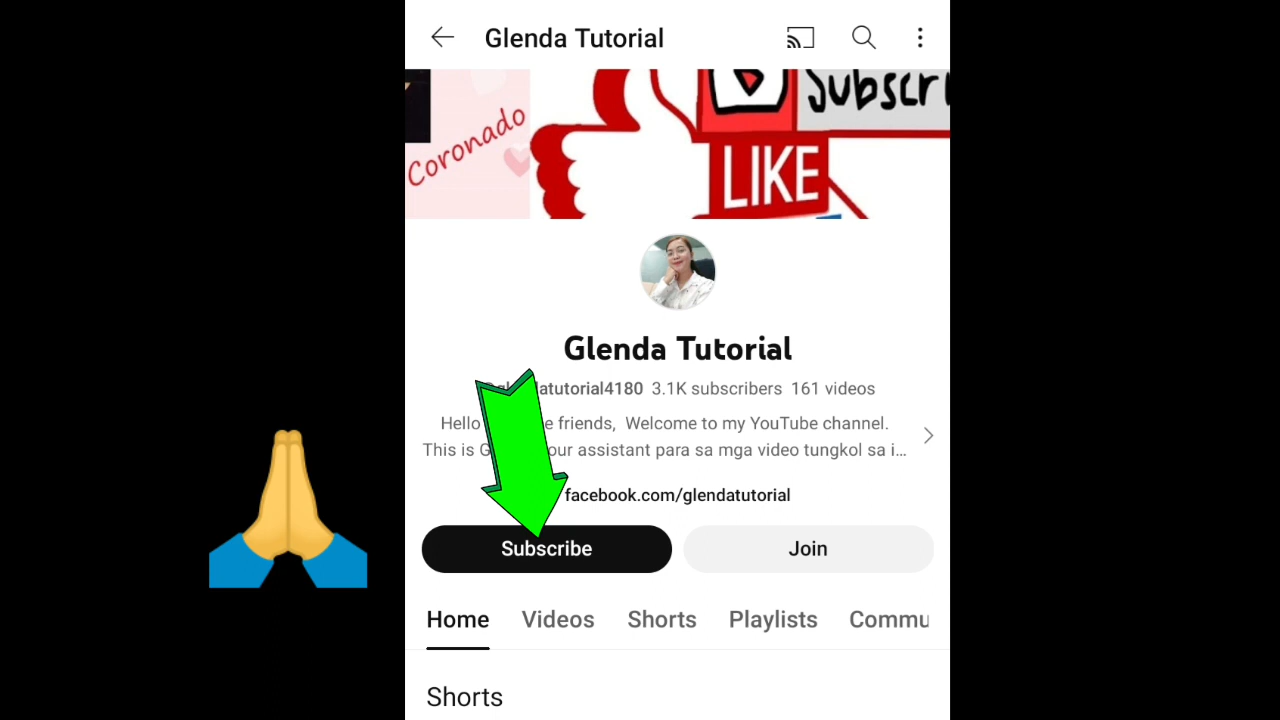 Glenda Tutorial
Coronado
Subscri
LIKE
Glenda Tutorial
atutorial4180 3.1K subscribers 161 videos
Hello e friends, Welcome to my YouTube channel.
This is G our assistant para sa mga video tungkol sa i...
facebook.com/glendatutorial
Subscribe Join
Home Videos Shorts Playlists Commu
Shorts